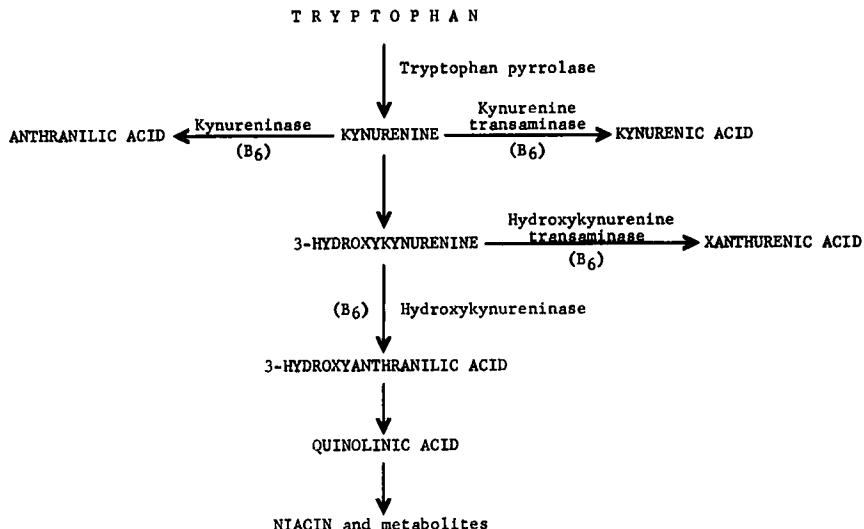 T R Y P T O P H A N
Tryptophan pyrrolase
ANTHRANILIC ACID
Kynureninase
(B6)
KYNURENINE
Kynurenine
transaminase
(B6)
KYNURENIC ACID
3-HYDROXYKYNURENINE
Hydroxykynurenine
transaminase
(B6)
XANTHURENIC ACID
(B6)
Hydroxykynureninase
3-HYDROXYANTHRANILIC ACID
QUINOLINIC ACID
NIACIN and metabolites